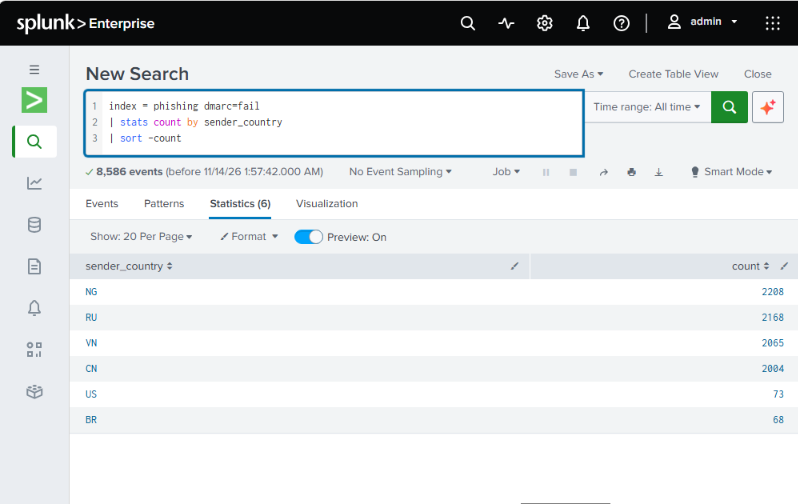 splunk> Enterprise
admin
New Search
Save As
Create Table View
Close
1 index = phishing dmarc=fail
2 | stats count by sender_country
3 | sort -count
Time range: All time
8,586 events (before 11/14/26 1:57:42.000 AM)
No Event Sampling
Job
Smart Mode
Events
Patterns
Statistics (6)
Visualization
Show: 20 Per Page
Format
Preview: On
sender_country
count
NG 2208
RU 2168
VN 2065
CN 2004
US 73
BR 68